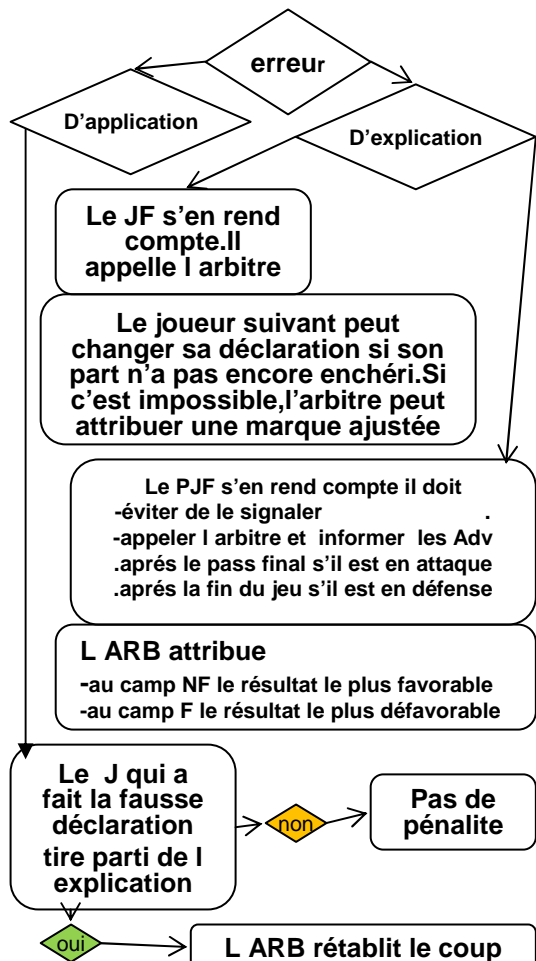 erreur
D'application
D'explication
Le JF s'en rend
compte.Il
appelle l arbitre
Le joueur suivant peut
changer sa déclaration si son
part n'a pas encore enchéri.Si
c'est impossible,l'arbitre peut
attribuer une marque ajustée
Le PJF s'en rend compte il doit
-éviter de le signaler .
-appeler l arbitre et informer les Adv
.aprés le pass final s'il est en attaque
.aprés la fin du jeu s'il est en défense
L ARB attribue
-au camp NF le résultat le plus favorable
-au camp F le résultat le plus défavorable
Le J qui a
fait la fausse
déclaration
tire parti de l
explication
non
Pas de
pénalite
oui
L ARB rétablit le coup